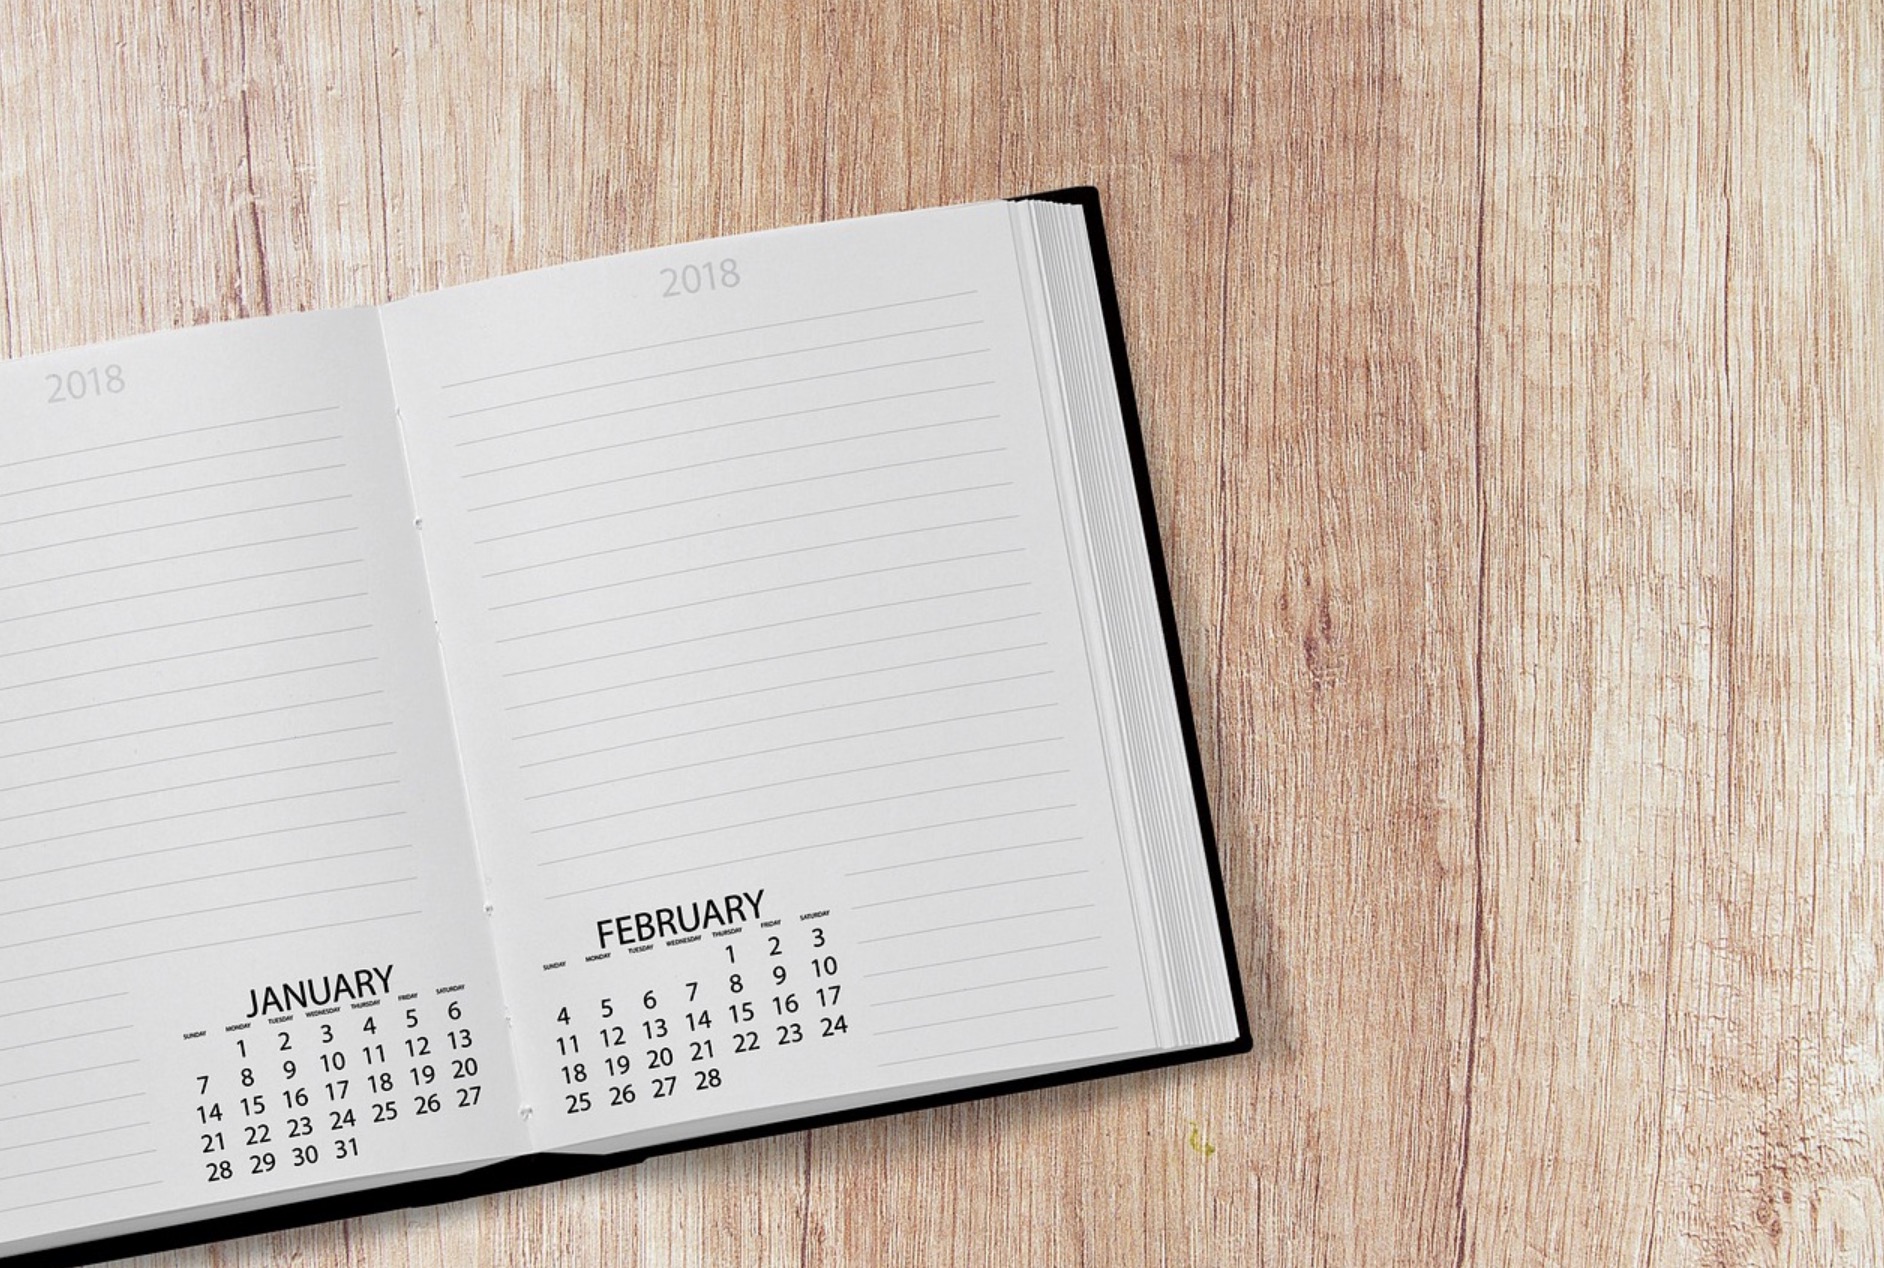 2018
JANUARY
SUNDAY MONDAY TUESDAY WEDNESDAY THURSDAY FRIDAY SATURDAY
1 2 3 4 5 6
7 8 9 10 11 12 13
14 15 16 17 18 19 20
21 22 23 24 25 26 27
28 29 30 31
2018
FEBRUARY
SUNDAY MONDAY TUESDAY WEDNESDAY THURSDAY FRIDAY SATURDAY
1 2 3
4 5 6 7 8 9 10
11 12 13 14 15 16 17
18 19 20 21 22 23 24
25 26 27 28